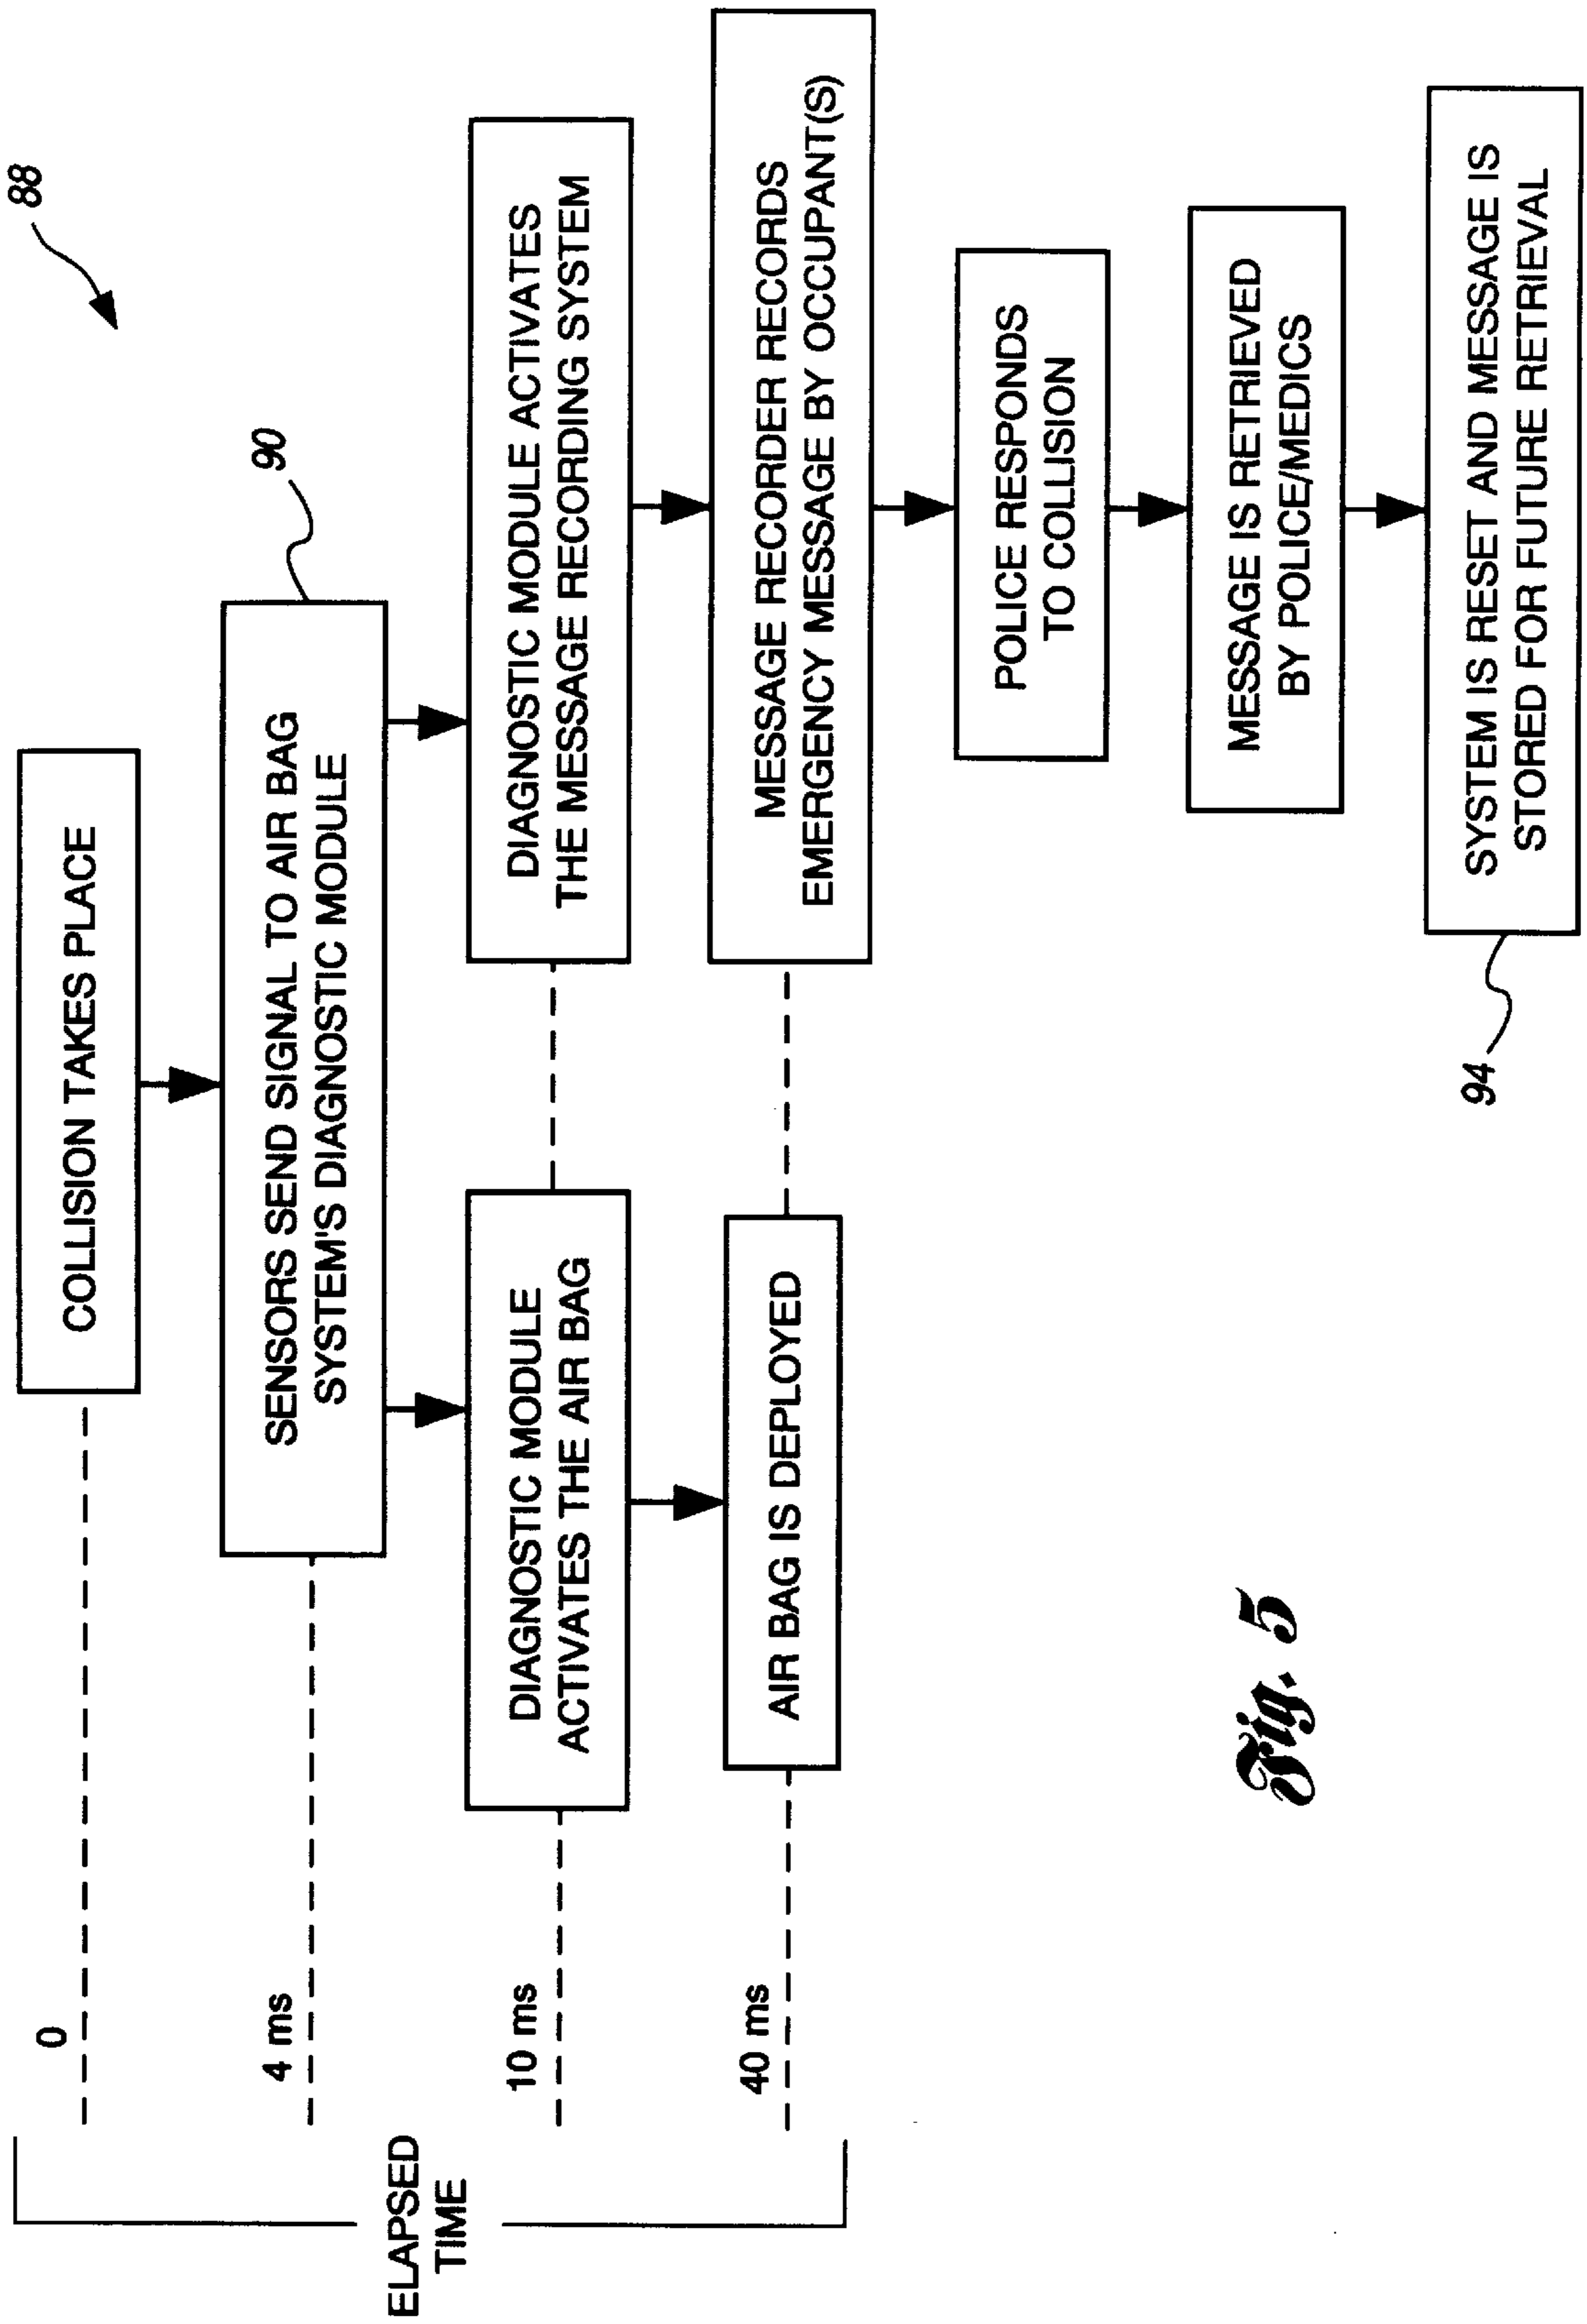 88
0
COLLISION TAKES PLACE
90
4 ms
SENSORS SEND SIGNAL TO AIR BAG
SYSTEM'S DIAGNOSTIC MODULE
ELAPSED
TIME
10 ms
DIAGNOSTIC MODULE
ACTIVATES THE AIR BAG
DIAGNOSTIC MODULE ACTIVATES
THE MESSAGE RECORDING SYSTEM
40 ms
AIR BAG IS DEPLOYED
MESSAGE RECORDER RECORDS
EMERGENCY MESSAGE BY OCCUPANT(S)
POLICE RESPONDS
TO COLLISION
MESSAGE IS RETRIEVED
BY POLICE/MEDICS
94
SYSTEM IS RESET AND MESSAGE IS
STORED FOR FUTURE RETRIEVAL
Fig. 5